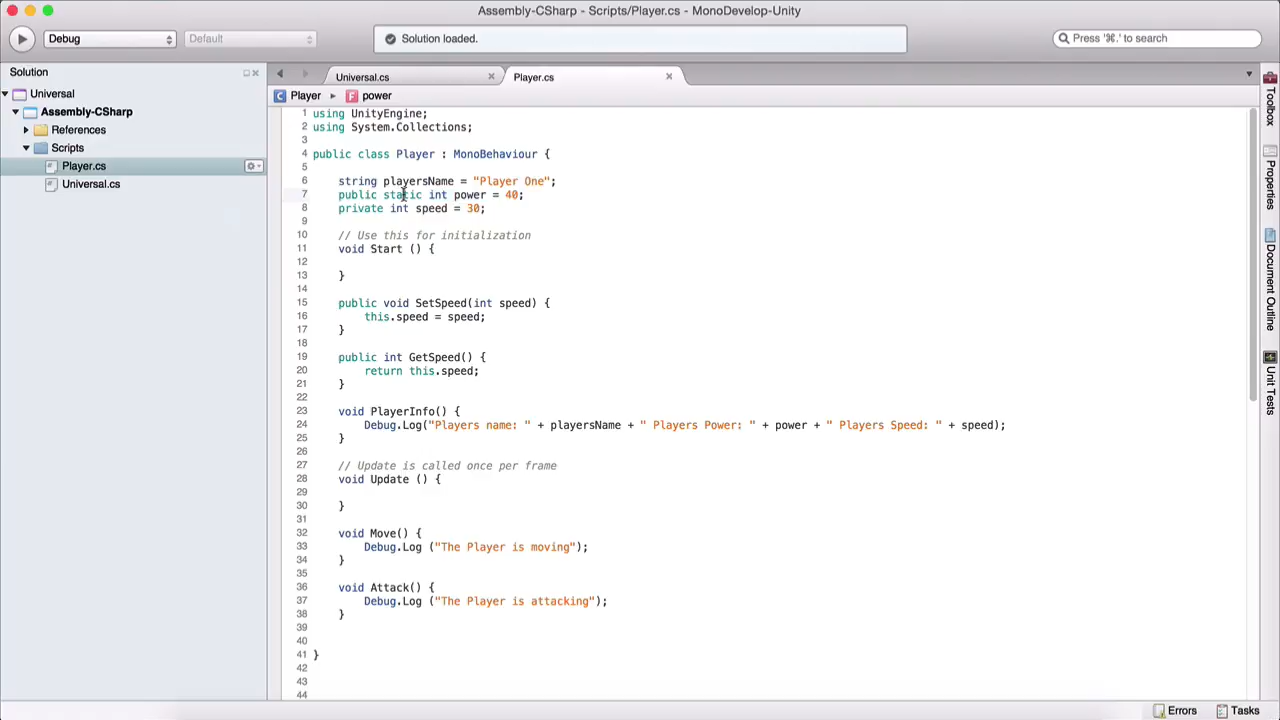 Assembly-CSharp - Scripts/Player.cs - MonoDevelop-Unity
Debug
Default
Solution loaded.
Press '⌘.' to search
Solution
Universal
Assembly-CSharp
References
Scripts
Player.cs
Universal.cs
Universal.cs
Player.cs
Player ▸ power
1 using UnityEngine;
2 using System.Collections;
3
4 public class Player : MonoBehaviour {
5
6 string playersName = "Player One";
7 public static int power = 40;
8 private int speed = 30;
9
10 // Use this for initialization
11 void Start () {
12
13 }
14
15 public void SetSpeed(int speed) {
16 this.speed = speed;
17 }
18
19 public int GetSpeed() {
20 return this.speed;
21 }
22
23 void PlayerInfo() {
24 Debug.Log("Players name: " + playersName + " Players Power: " + power + " Players Speed: " + speed);
25 }
26
27 // Update is called once per frame
28 void Update () {
29
30 }
31
32 void Move() {
33 Debug.Log ("The Player is moving");
34 }
35
36 void Attack() {
37 Debug.Log ("The Player is attacking");
38 }
39
40
41 }
42
43
44
Toolbox
Properties
Document Outline
Unit Tests
Errors
Tasks